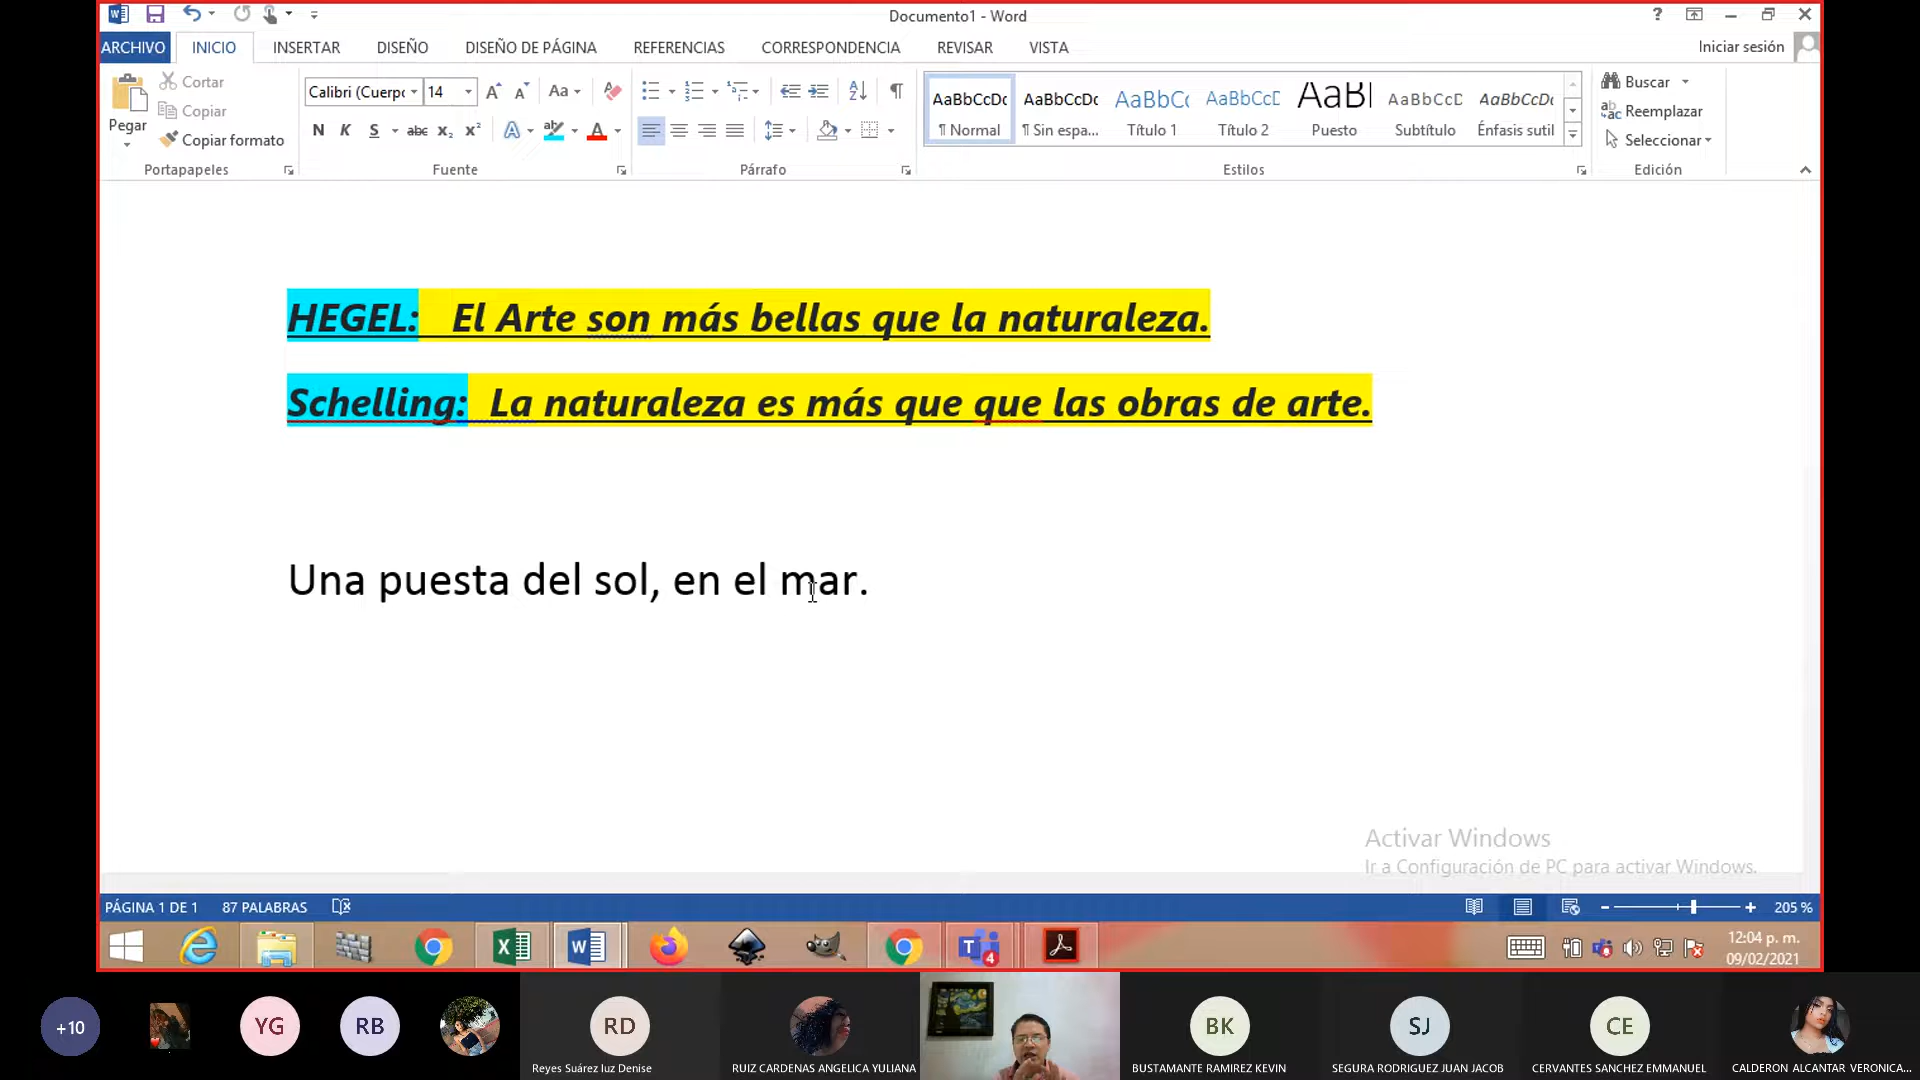 Documento1 - Word
ARCHIVO INICIO INSERTAR DISEÑO DISEÑO DE PÁGINA REFERENCIAS CORRESPONDENCIA REVISAR VISTA Iniciar sesión
Pegar
Cortar
Copiar
Copiar formato
Portapapeles
Calibri (Cuerpo 14
Aa
N K S abc x₂ x²
Fuente
Párrafo
AaBbCcDc AaBbCcDc AaBbC AaBbCcD AaBl AaBbCcD AaBbCcDc
¶ Normal ¶ Sin espa... Título 1 Título 2 Puesto Subtítulo Énfasis sutil
Estilos
Buscar
Reemplazar
Seleccionar
Edición
HEGEL: El Arte son más bellas que la naturaleza.
Schelling: La naturaleza es más que que las obras de arte.
Una puesta del sol, en el mar.
Activar Windows
Ir a Configuración de PC para activar Windows.
PÁGINA 1 DE 1 87 PALABRAS 205 %
12:04 p. m.
09/02/2021
+10 YG RB RD BK SJ CE
Reyes Suárez luz Denise RUIZ CARDENAS ANGELICA YULIANA BUSTAMANTE RAMIREZ KEVIN SEGURA RODRIGUEZ JUAN JACOB CERVANTES SANCHEZ EMMANUEL CALDERON ALCANTAR VERONICA...